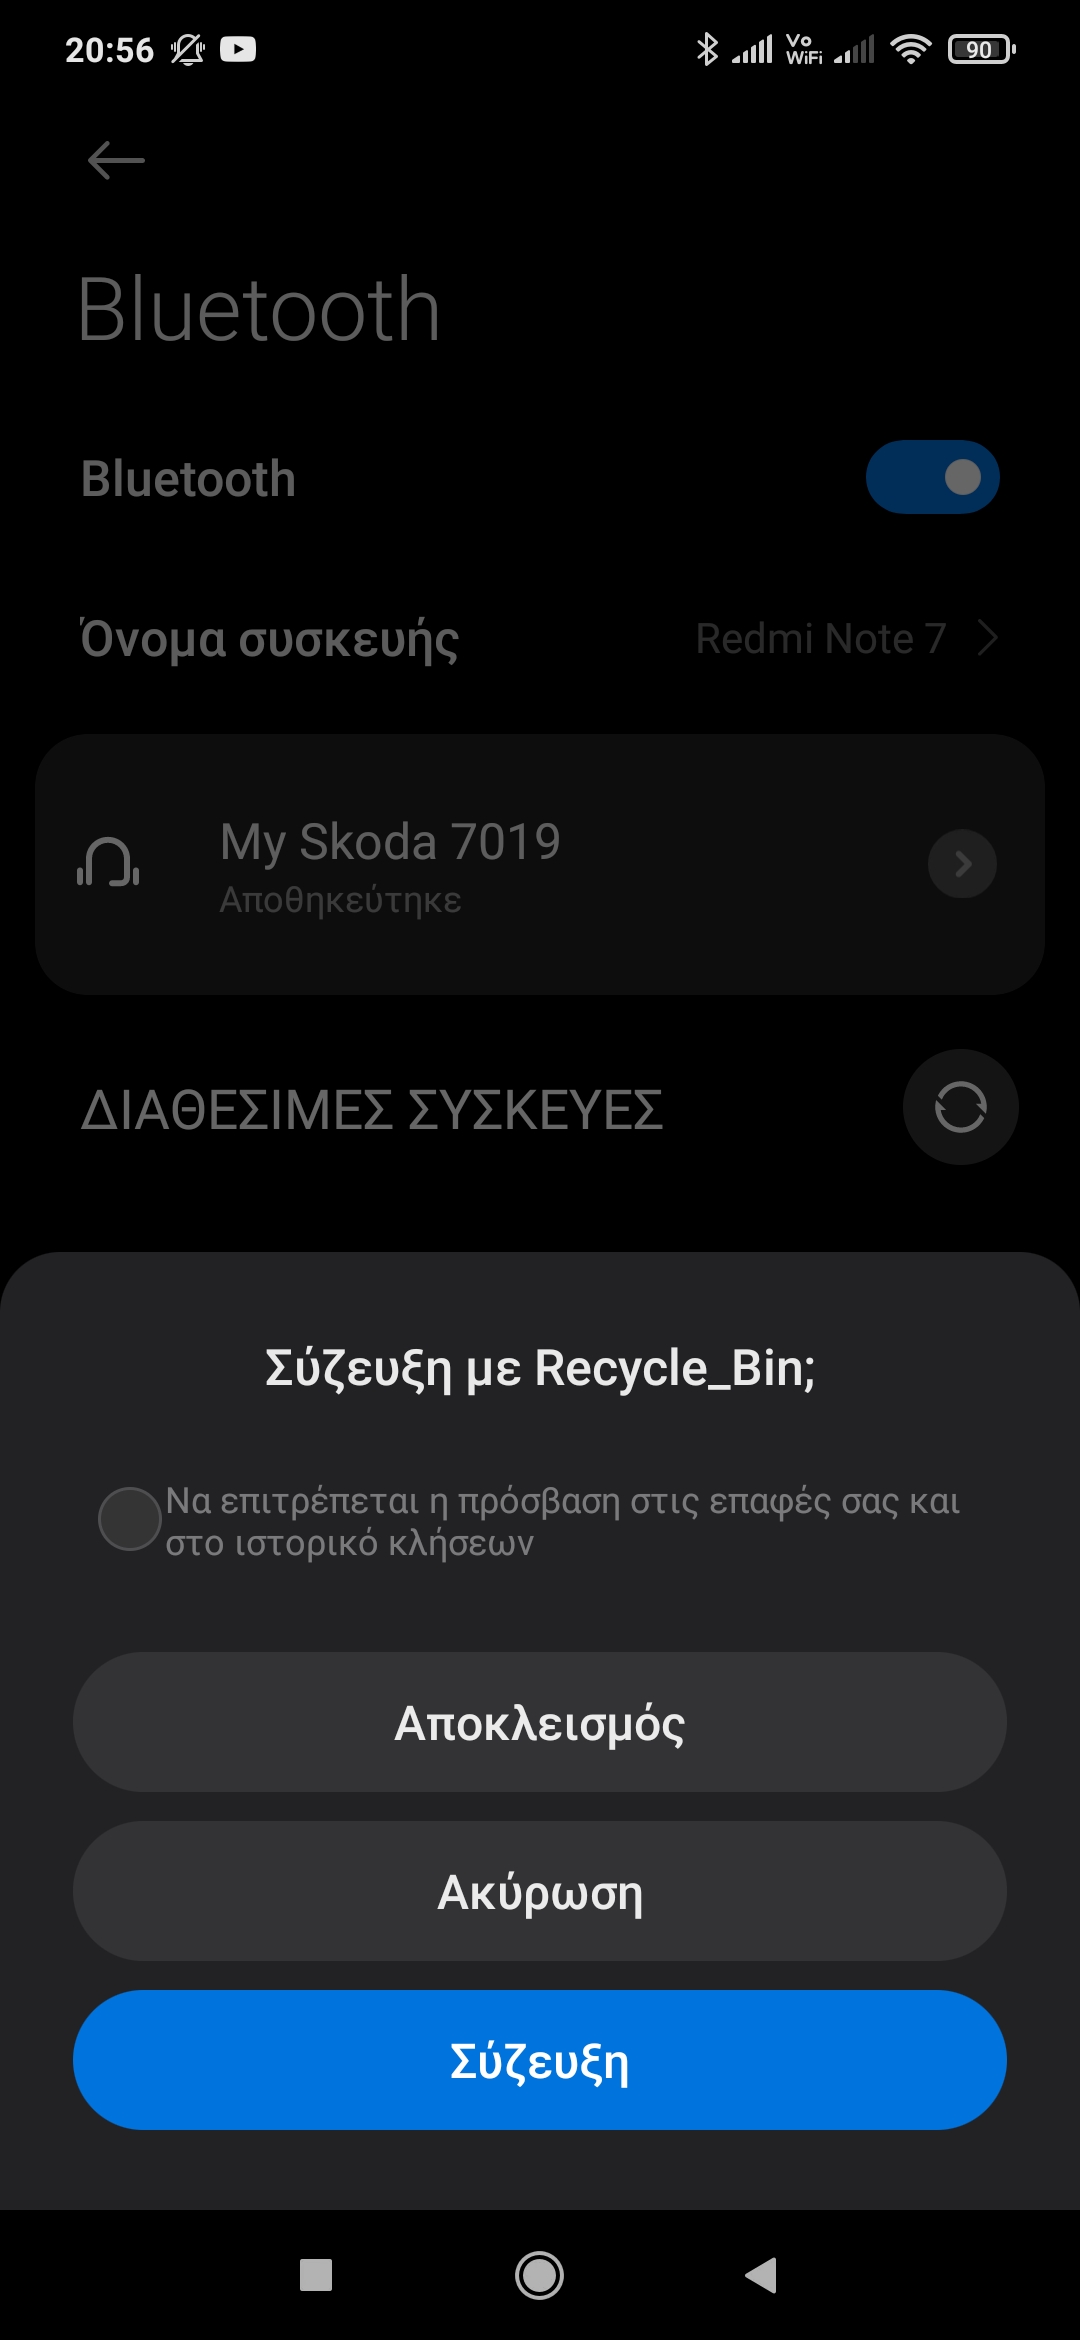 20:56
Vo
WiFi
90
Bluetooth
Bluetooth
Όνομα συσκευής
Redmi Note 7
My Skoda 7019
Αποθηκεύτηκε
ΔΙΑΘΕΣΙΜΕΣ ΣΥΣΚΕΥΕΣ
Σύζευξη με Recycle_Bin;
Να επιτρέπεται η πρόσβαση στις επαφές σας και
στο ιστορικό κλήσεων
Αποκλεισμός
Ακύρωση
Σύζευξη